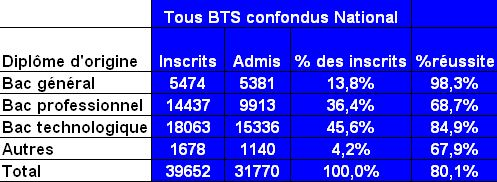 Tous BTS confondus National
Diplôme d'origine Inscrits Admis % des inscrits %réussite
Bac général 5474 5381 13,8% 98,3%
Bac professionnel 14437 9913 36,4% 68,7%
Bac technologique 18063 15336 45,6% 84,9%
Autres 1678 1140 4,2% 67,9%
Total 39652 31770 100,0% 80,1%